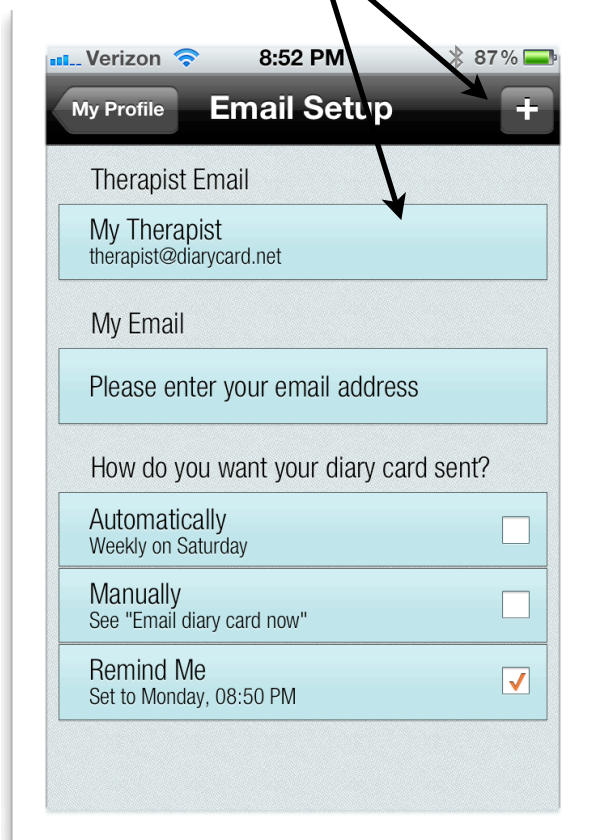 Verizon 8:52 PM 87%
My Profile Email Setup +
Therapist Email
My Therapist
therapist@diarycard.net
My Email
Please enter your email address
How do you want your diary card sent?
Automatically
Weekly on Saturday
Manually
See "Email diary card now"
Remind Me
Set to Monday, 08:50 PM